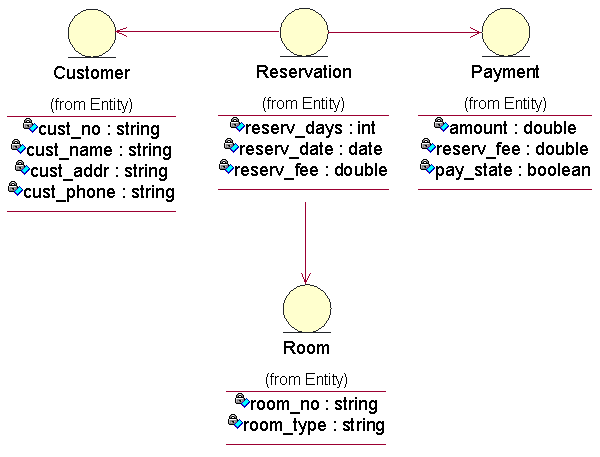 Customer
(from Entity)
cust_no : string
cust_name : string
cust_addr : string
cust_phone : string
Reservation
(from Entity)
reserv_days : int
reserv_date : date
reserv_fee : double
Payment
(from Entity)
amount : double
reserv_fee : double
pay_state : boolean
Room
(from Entity)
room_no : string
room_type : string